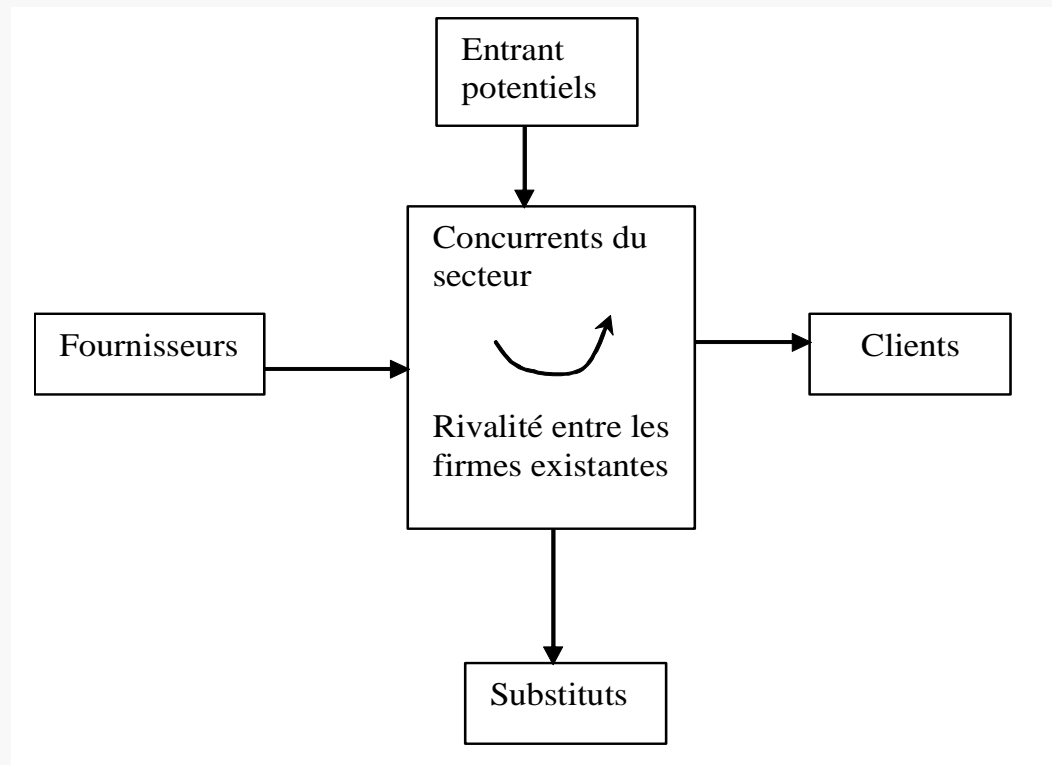 Entrant
potentiels
Concurrents du
secteur
Fournisseurs
Clients
Rivalité entre les
firmes existantes
Substituts